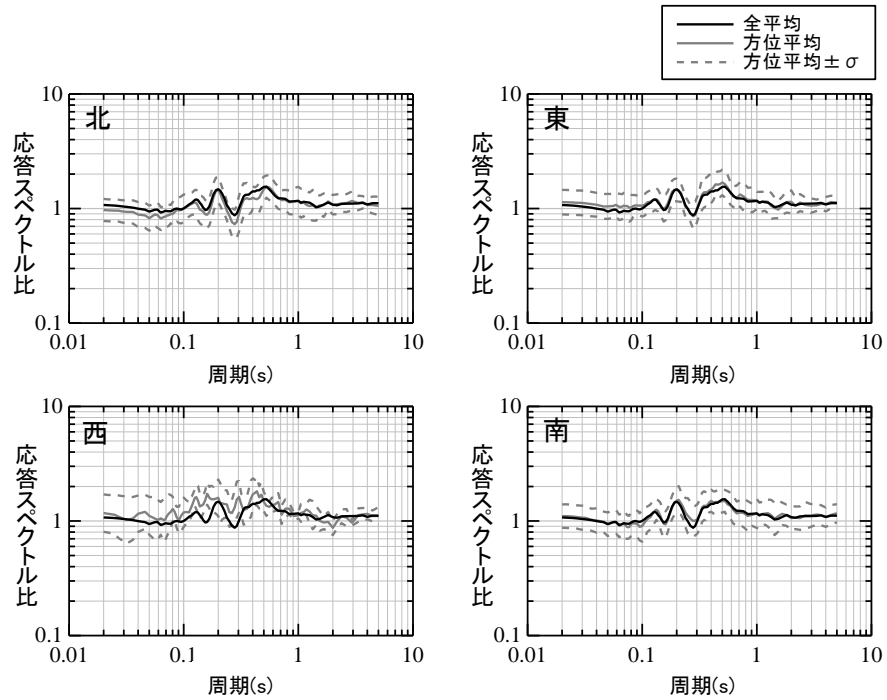 全平均
方位平均
方位平均±σ
北
応答スペクトル比
10
1
0.1
0.01 0.1 1 10
周期(s)
東
応答スペクトル比
10
1
0.1
0.01 0.1 1 10
周期(s)
西
応答スペクトル比
10
1
0.1
0.01 0.1 1 10
周期(s)
南
応答スペクトル比
10
1
0.1
0.01 0.1 1 10
周期(s)